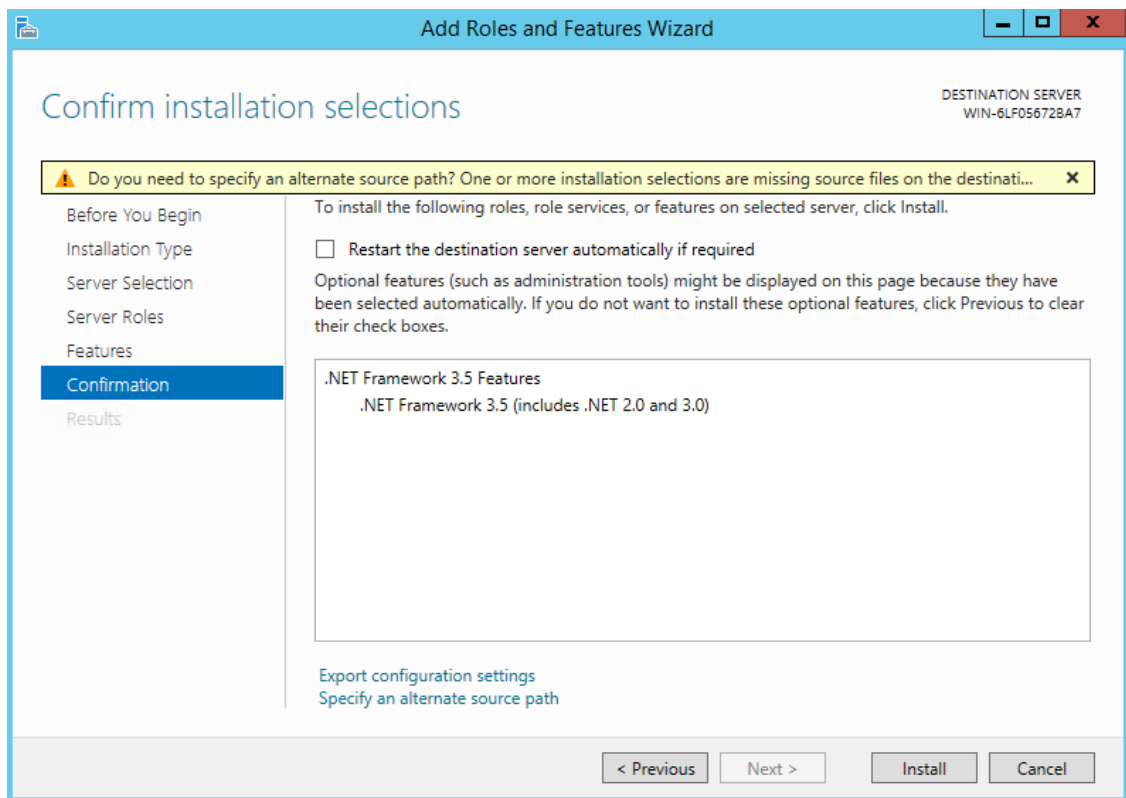 Add Roles and Features Wizard
Confirm installation selections
DESTINATION SERVER
WIN-6LF05672BA7
Do you need to specify an alternate source path? One or more installation selections are missing source files on the destinati...
Before You Begin
Installation Type
Server Selection
Server Roles
Features
Confirmation
Results
To install the following roles, role services, or features on selected server, click Install.
Restart the destination server automatically if required
Optional features (such as administration tools) might be displayed on this page because they have
been selected automatically. If you do not want to install these optional features, click Previous to clear
their check boxes.
.NET Framework 3.5 Features
.NET Framework 3.5 (includes .NET 2.0 and 3.0)
Export configuration settings
Specify an alternate source path
< Previous
Next >
Install
Cancel